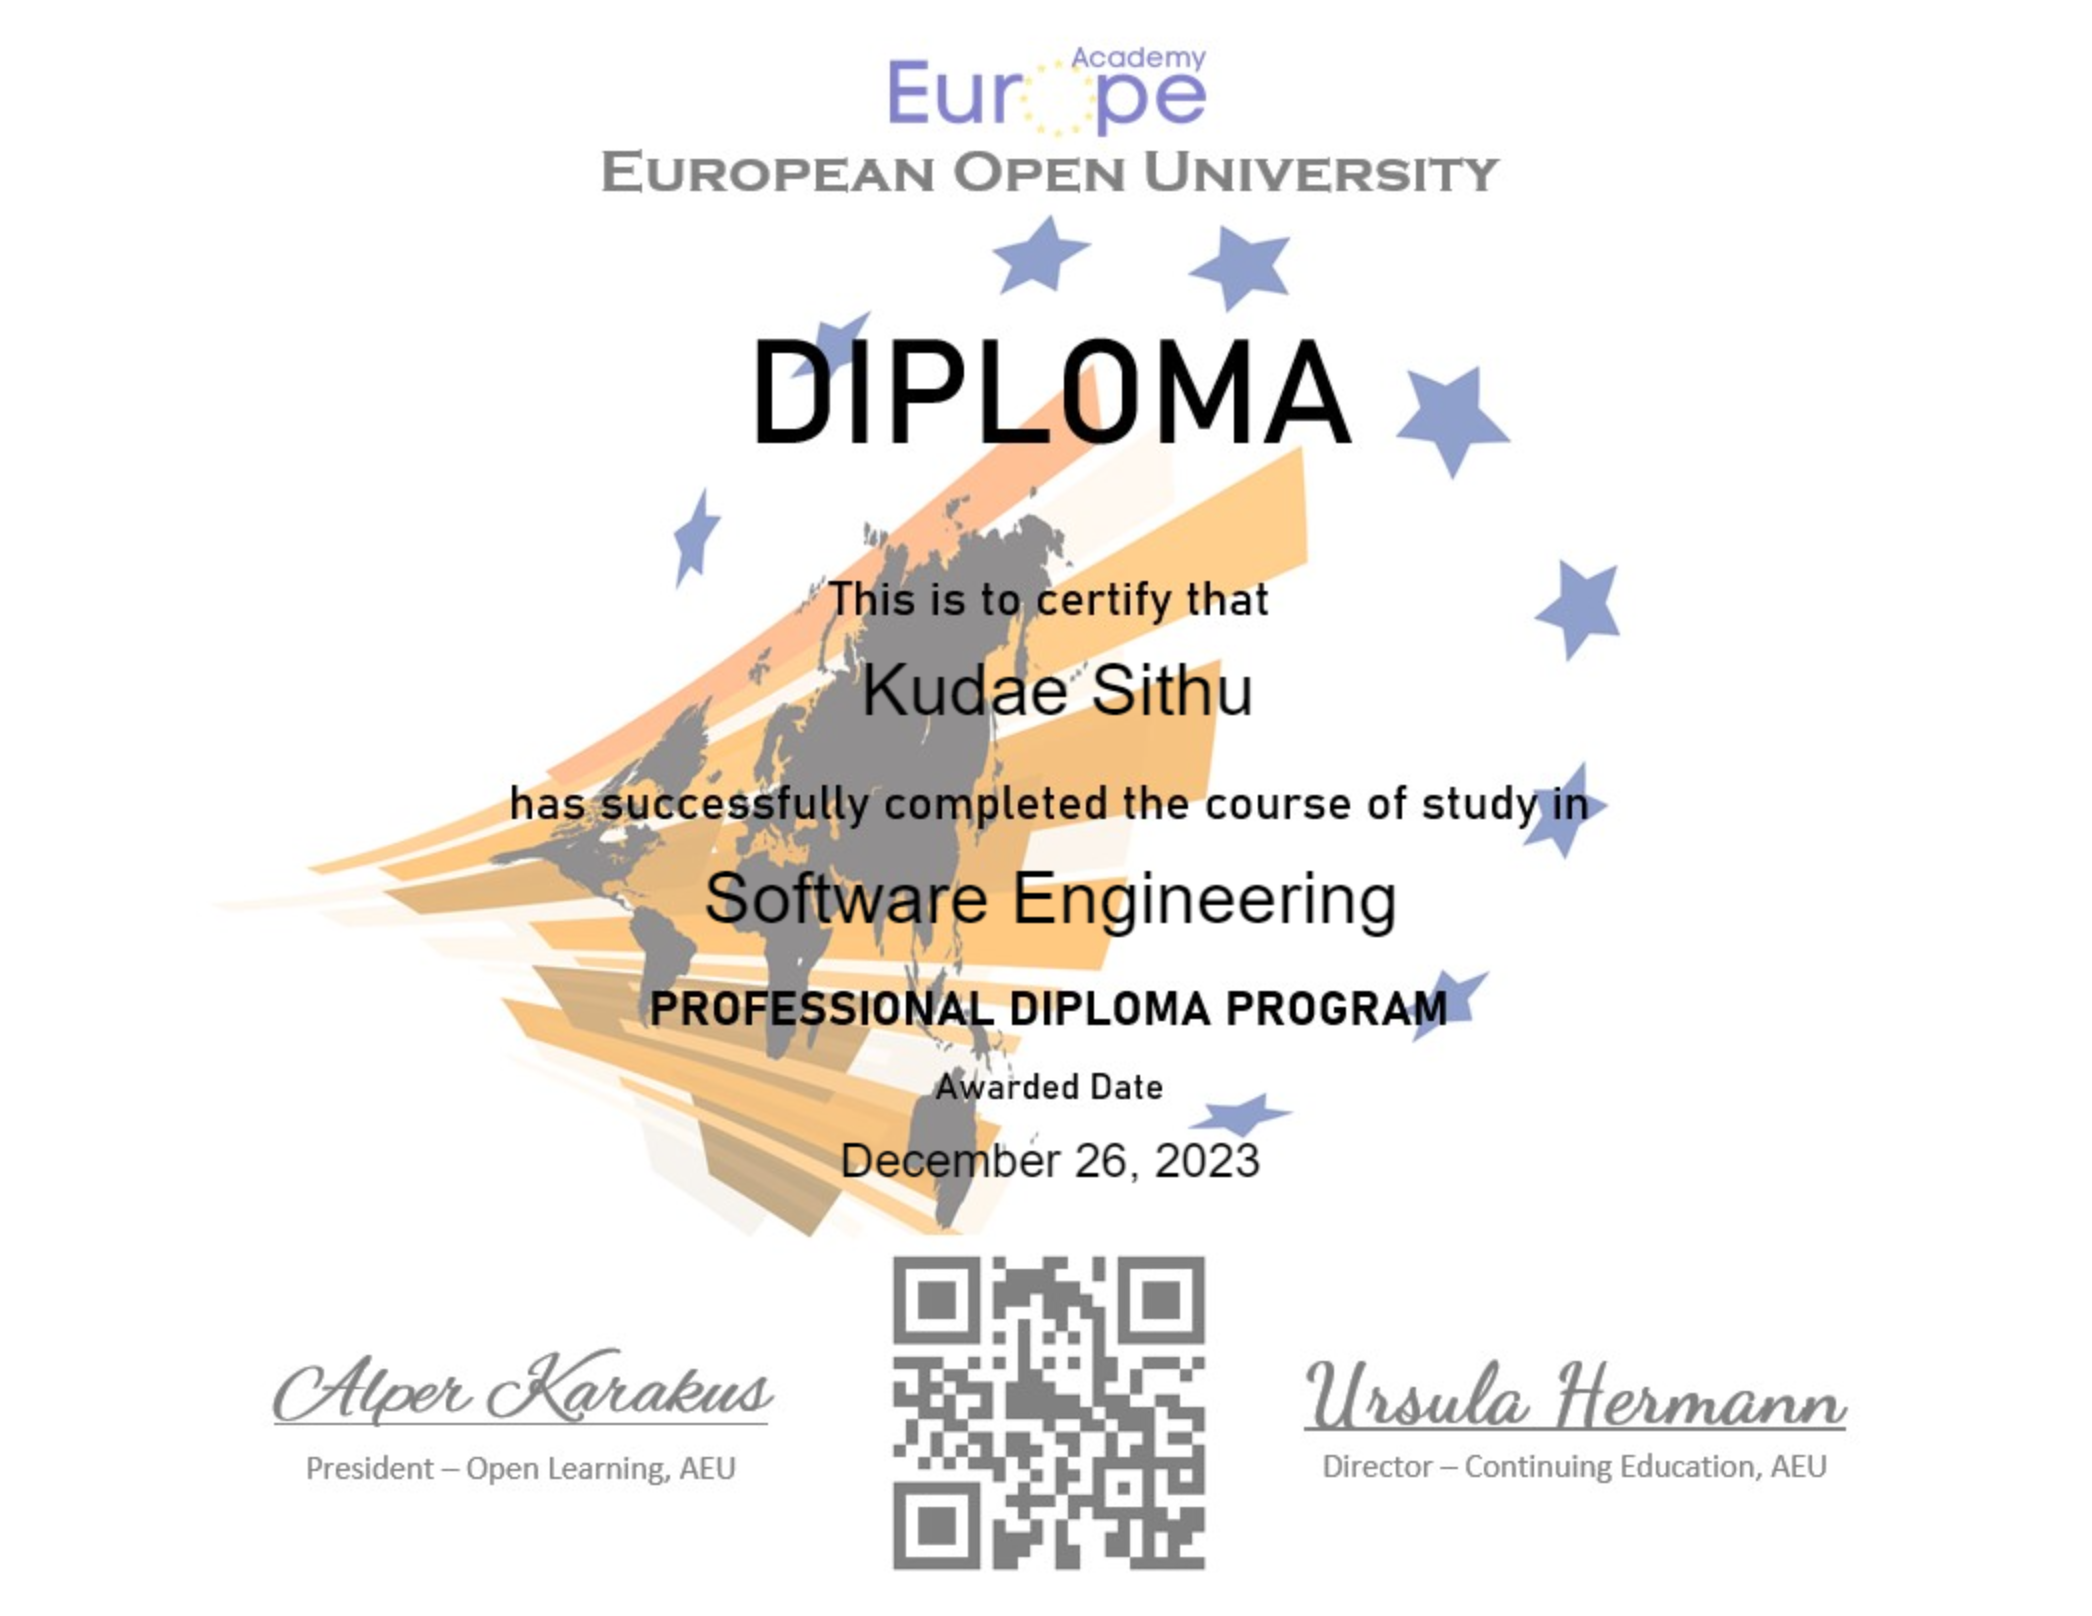 Academy
Europe
EUROPEAN OPEN UNIVERSITY
DIPLOMA
This is to certify that
Kudae Sithu
has successfully completed the course of study in
Software Engineering
PROFESSIONAL DIPLOMA PROGRAM
Awarded Date
December 26, 2023
Alper Karakus
President – Open Learning, AEU
Ursula Hermann
Director – Continuing Education, AEU